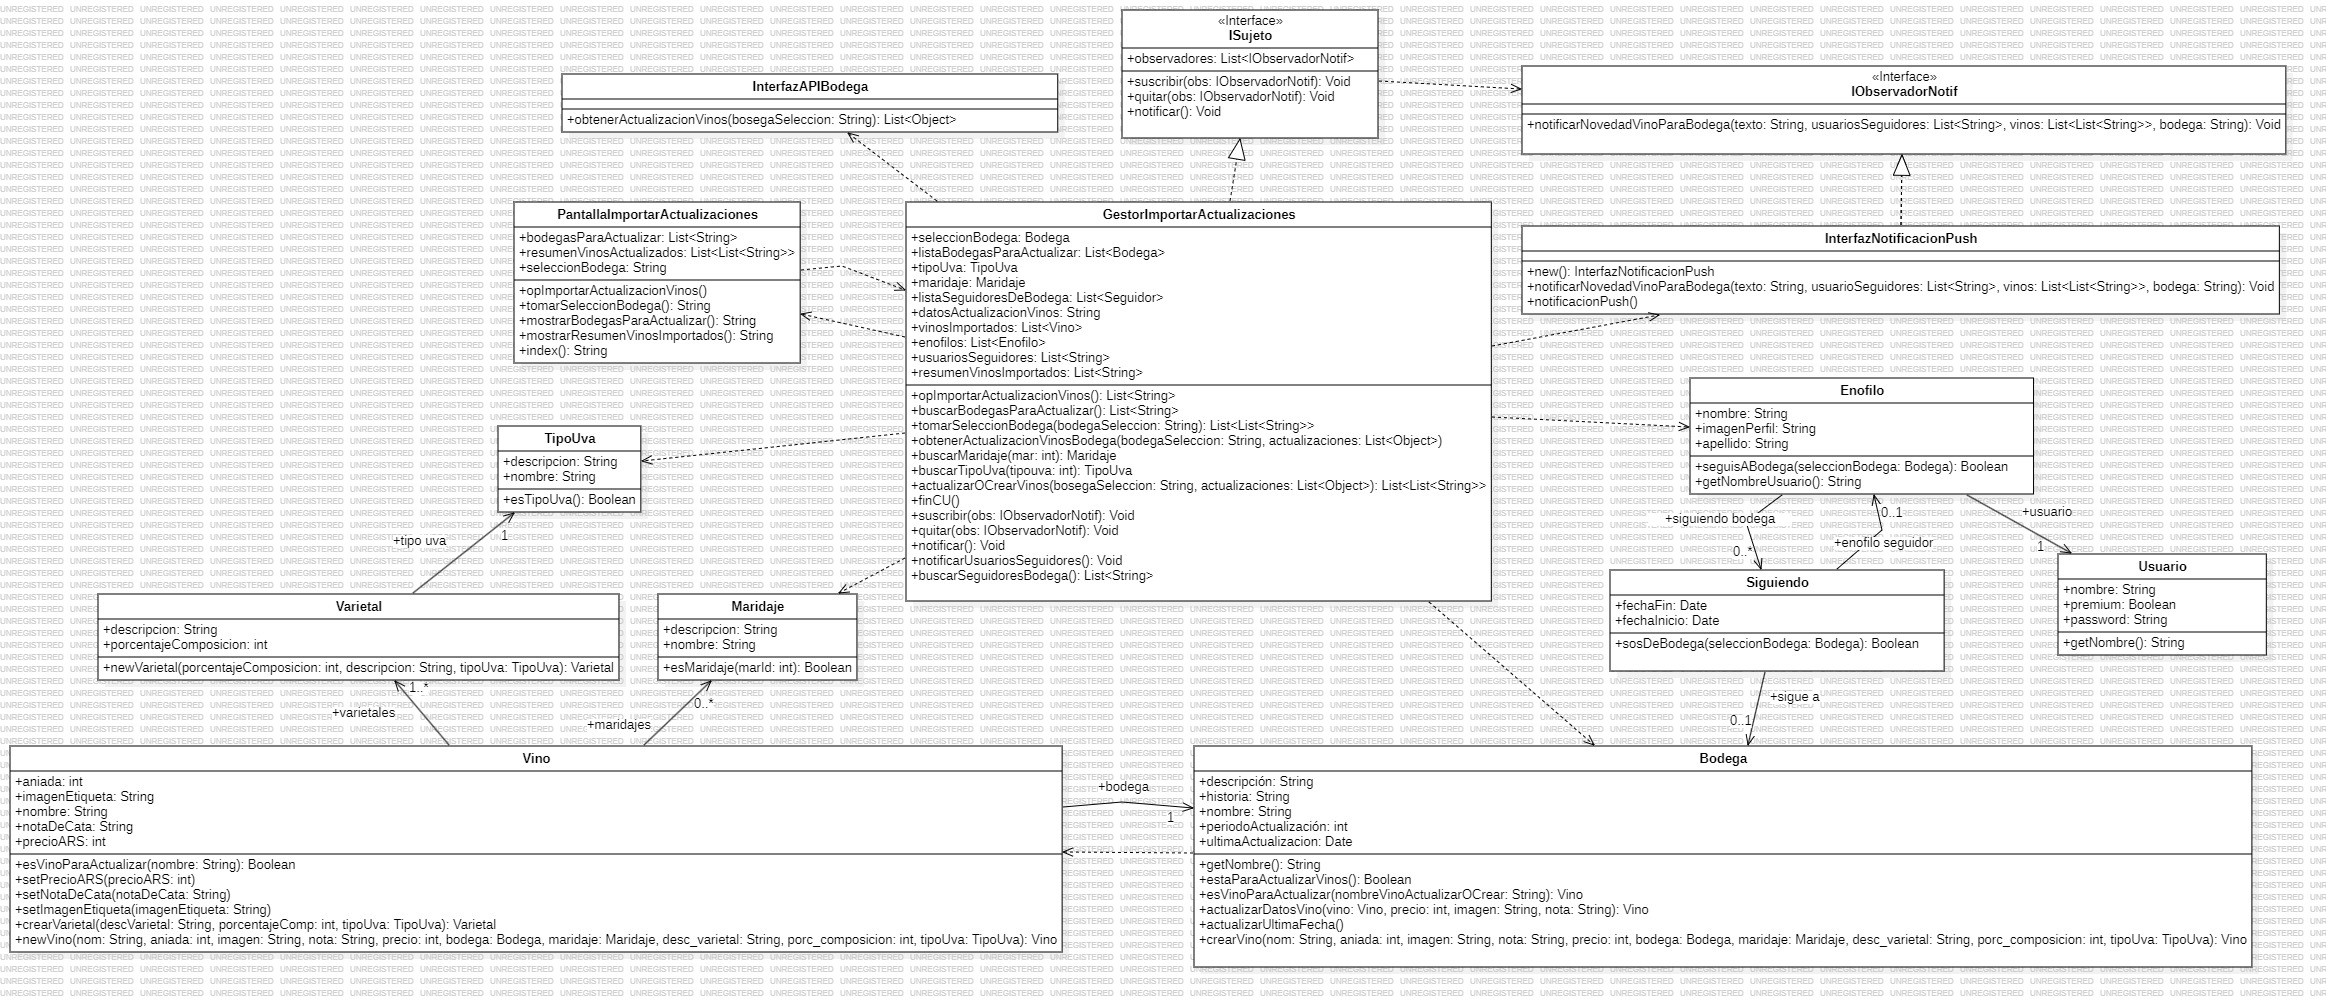 «Interface»
ISujeto
+observadores: List<IObservadorNotif>
+suscribir(obs: IObservadorNotif): Void
+quitar(obs: IObservadorNotif): Void
+notificar(): Void
InterfazAPIBodega
+obtenerActualizacionVinos(bosegaSeleccion: String): List<Object>
«Interface»
IObservadorNotif
+notificarNovedadVinoParaBodega(texto: String, usuariosSeguidores: List<String>, vinos: List<List<String>>, bodega: String): Void
PantallaImportarActualizaciones
+bodegasParaActualizar: List<String>
+resumenVinosActualizados: List<List<String>>
+seleccionBodega: String
+opImportarActualizacionVinos()
+tomarSeleccionBodega(): String
+mostrarBodegasParaActualizar(): String
+mostrarResumenVinosImportados(): String
+index(): String
GestorImportarActualizaciones
+seleccionBodega: Bodega
+listaBodegasParaActualizar: List<Bodega>
+tipoUva: TipoUva
+maridaje: Maridaje
+listaSeguidoresDeBodega: List<Seguidor>
+datosActualizacionVinos: String
+vinosImportados: List<Vino>
+enofilos: List<Enofilo>
+usuariosSeguidores: List<String>
+resumenVinosImportados: List<String>
+opImportarActualizacionVinos(): List<String>
+buscarBodegasParaActualizar(): List<String>
+tomarSeleccionBodega(bodegaSeleccion: String): List<List<String>>
+obtenerActualizacionVinosBodega(bodegaSeleccion: String, actualizaciones: List<Object>)
+buscarMaridaje(mar: int): Maridaje
+buscarTipoUva(tipouva: int): TipoUva
+actualizarOCrearVinos(bosegaSeleccion: String, actualizaciones: List<Object>): List<List<String>>
+finCU()
+suscribir(obs: IObservadorNotif): Void
+quitar(obs: IObservadorNotif): Void
+notificar(): Void
+notificarUsuariosSeguidores(): Void
+buscarSeguidoresBodega(): List<String>
InterfazNotificacionPush
+new(): InterfazNotificacionPush
+notificarNovedadVinoParaBodega(texto: String, usuarioSeguidores: List<String>, vinos: List<List<String>>, bodega: String): Void
+notificacionPush()
Enofilo
+nombre: String
+imagenPerfil: String
+apellido: String
+seguisABodega(seleccionBodega: Bodega): Boolean
+getNombreUsuario(): String
TipoUva
+descripcion: String
+nombre: String
+esTipoUva(): Boolean
+tipo uva
1
+siguiendo bodega
0..*
0..1
+enofilo seguidor
+usuario
1
Usuario
+nombre: String
+premium: Boolean
+password: String
+getNombre(): String
Siguiendo
+fechaFin: Date
+fechaInicio: Date
+sosDeBodega(seleccionBodega: Bodega): Boolean
Varietal
+descripcion: String
+porcentajeComposicion: int
+newVarietal(porcentajeComposicion: int, descripcion: String, tipoUva: TipoUva): Varietal
Maridaje
+descripcion: String
+nombre: String
+esMaridaje(marId: int): Boolean
1..*
+varietales
0..*
+maridajes
+sigue a
0..1
Vino
+aniada: int
+imagenEtiqueta: String
+nombre: String
+notaDeCata: String
+precioARS: int
+esVinoParaActualizar(nombre: String): Boolean
+setPrecioARS(precioARS: int)
+setNotaDeCata(notaDeCata: String)
+setImagenEtiqueta(imagenEtiqueta: String)
+crearVarietal(descVarietal: String, porcentajeComp: int, tipoUva: TipoUva): Varietal
+newVino(nom: String, aniada: int, imagen: String, nota: String, precio: int, bodega: Bodega, maridaje: Maridaje, desc_varietal: String, porc_composicion: int, tipoUva: TipoUva): Vino
+bodega
1
Bodega
+descripción: String
+historia: String
+nombre: String
+periodoActualización: int
+ultimaActualizacion: Date
+getNombre(): String
+estaParaActualizarVinos(): Boolean
+esVinoParaActualizar(nombreVinoActualizarOCrear: String): Vino
+actualizarDatosVino(vino: Vino, precio: int, imagen: String, nota: String): Vino
+actualizarUltimaFecha()
+crearVino(nom: String, aniada: int, imagen: String, nota: String, precio: int, bodega: Bodega, maridaje: Maridaje, desc_varietal: String, porc_composicion: int, tipoUva: TipoUva): Vino